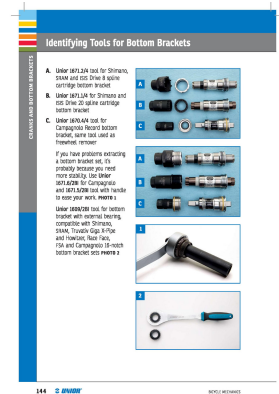 Identifying Tools for Bottom Brackets
CRANKS AND BOTTOM BRACKETS
A. Unior 1671.2/4 tool for Shimano,
SRAM and ISIS Drive 8 spline
cartridge bottom bracket
B. Unior 1671.1/4 for Shimano and
ISIS Drive 20 spline cartridge
bottom bracket
C. Unior 1670.4/4 tool for
Campagnolo Record bottom
bracket, same tool used as
freewheel remover
If you have problems extracting
a bottom bracket set, it's
probably because you need
more stability. Use Unior
1671.6/2BI for Campagnolo
and 1671.5/2BI tool with handle
to ease your work. PHOTO 1
Unior 1609/2BI tool for bottom
bracket with external bearing,
compatible with Shimano,
SRAM, Truvativ Giga X-Pipe
and Howitzer, Race Face,
FSA and Campagnolo 16-notch
bottom bracket sets PHOTO 2
A
B
C
A
B
C
1
2
144 UNIOR
BICYCLE MECHANICS